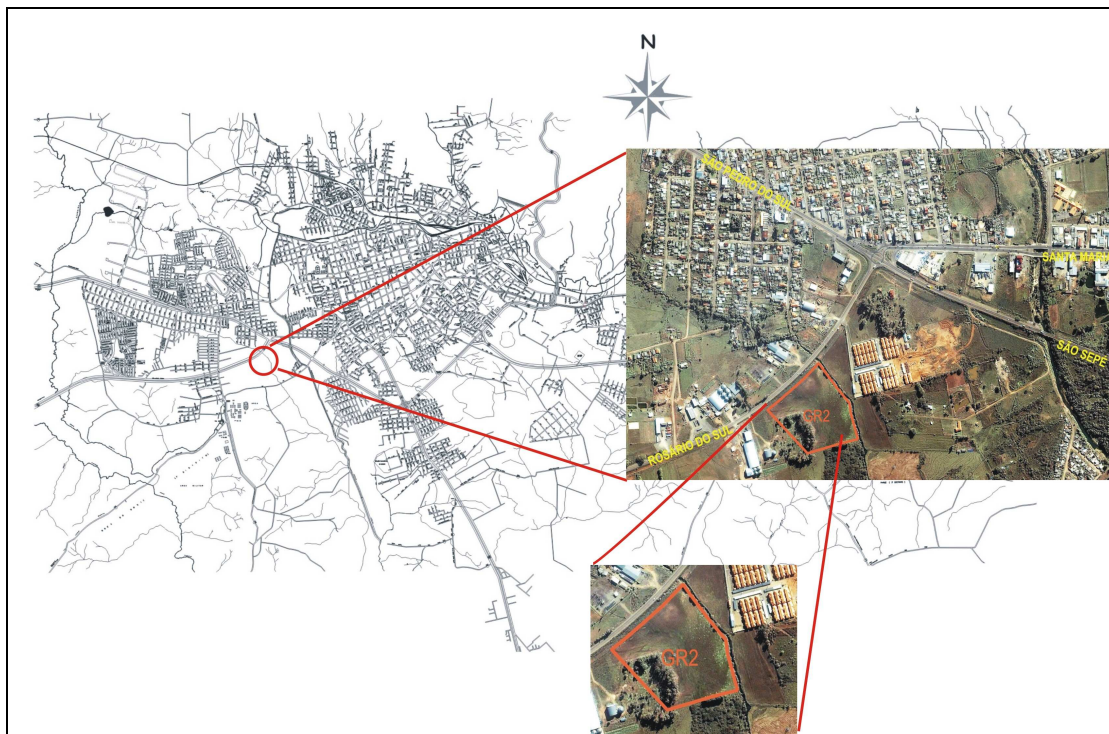 N
SÃO PEDRO DO SUL
SANTA MARIA
SÃO SEPÉ
ROSÁRIO DO SUL
GR2
GR2